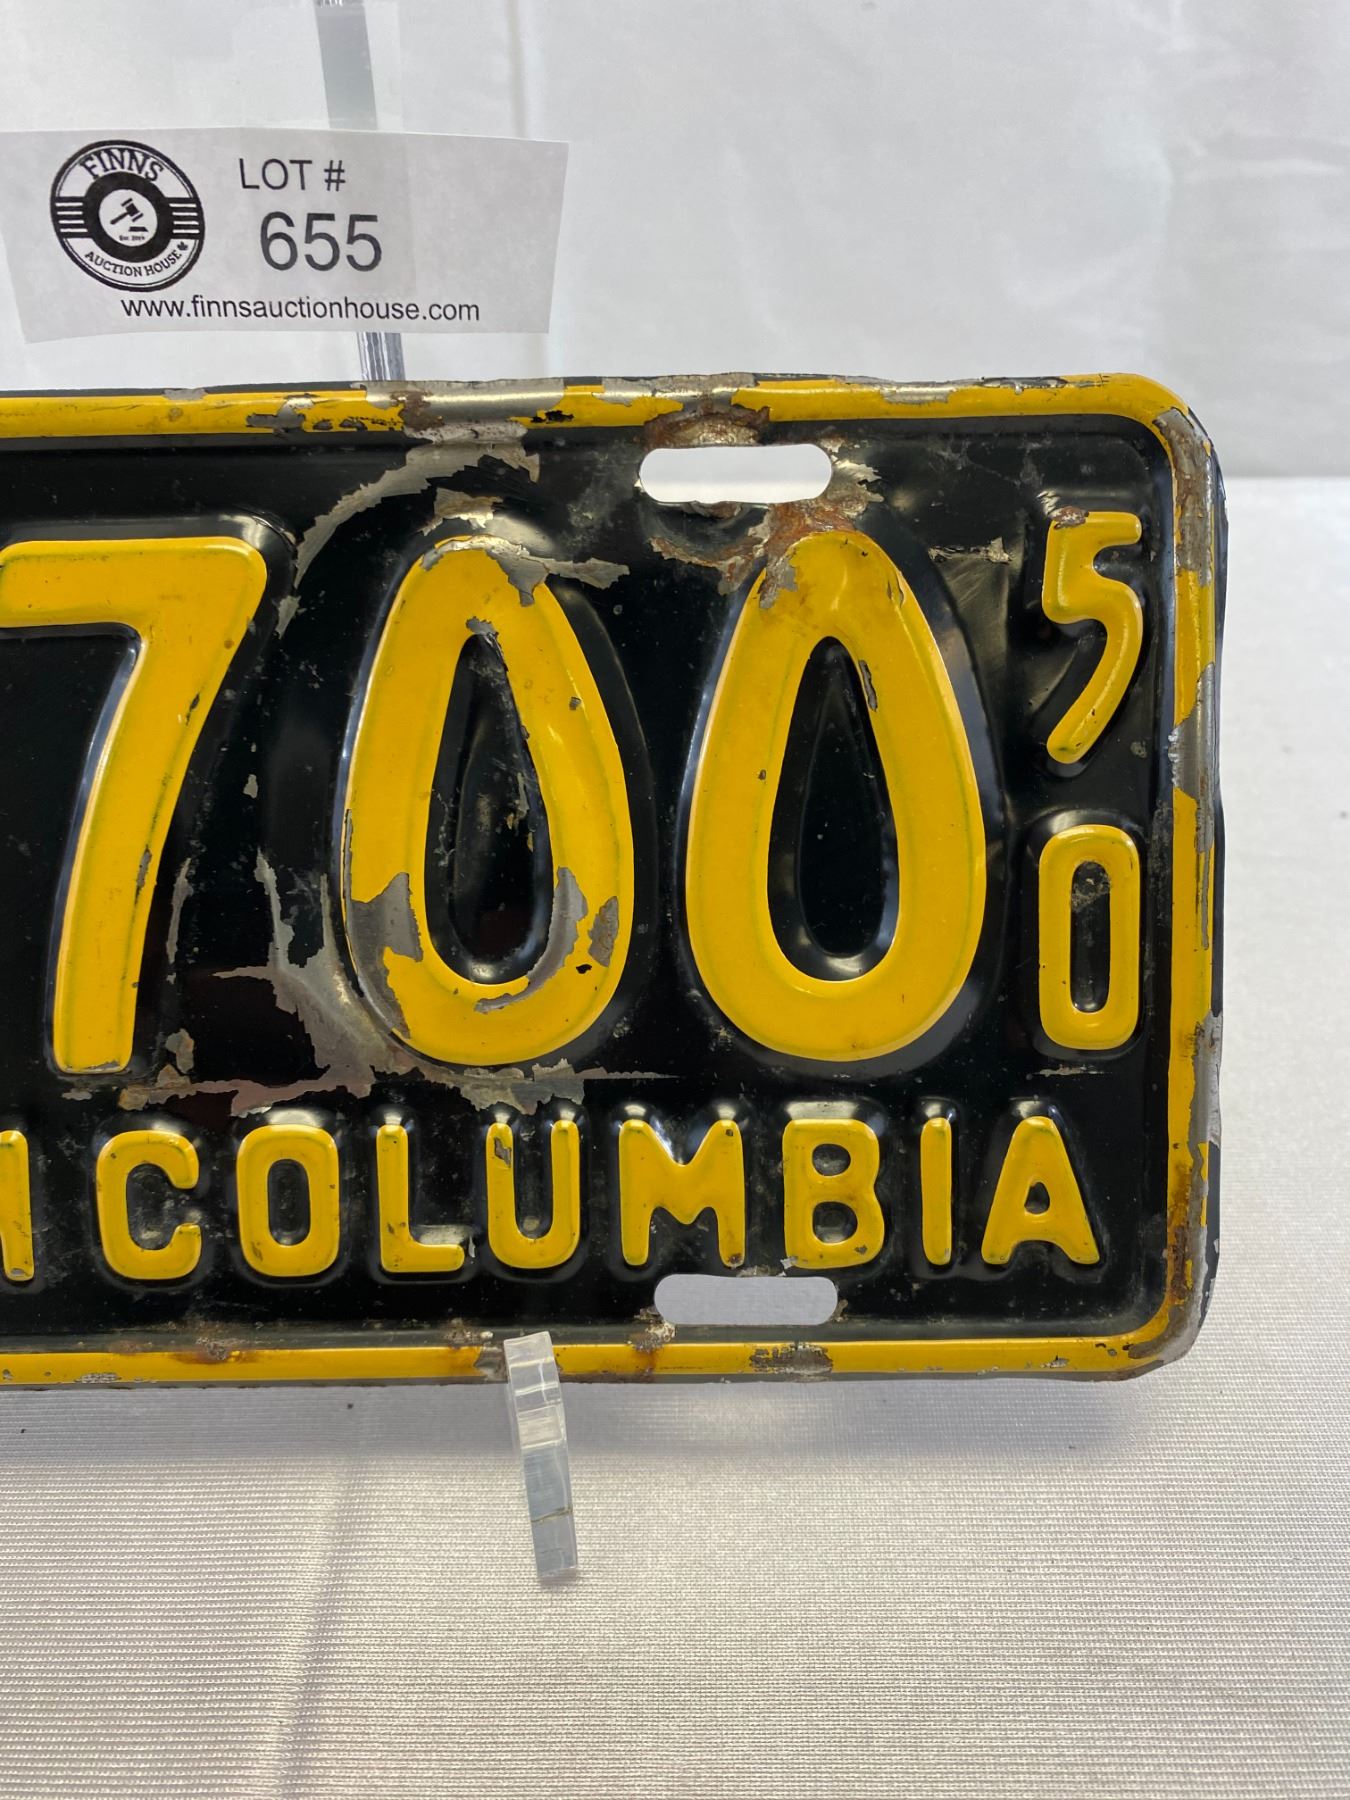 FINNS
AUCTION HOUSE
LOT #
655
www.finnsauctionhouse.com
700
50
COLUMBIA